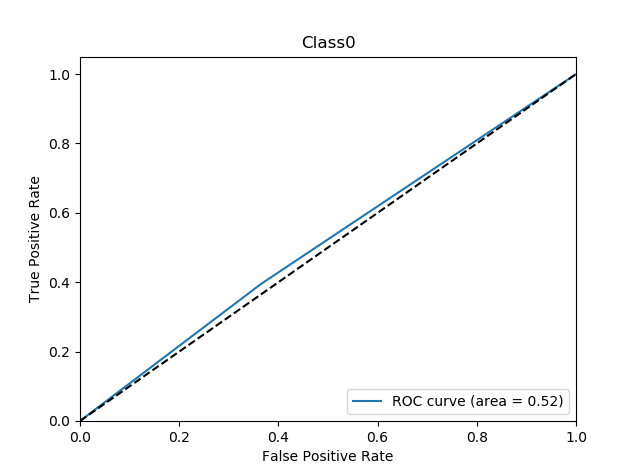 Class0
True Positive Rate
1.0
0.8
0.6
0.4
0.2
0.0
ROC curve (area = 0.52)
0.0 0.2 0.4 0.6 0.8 1.0
False Positive Rate